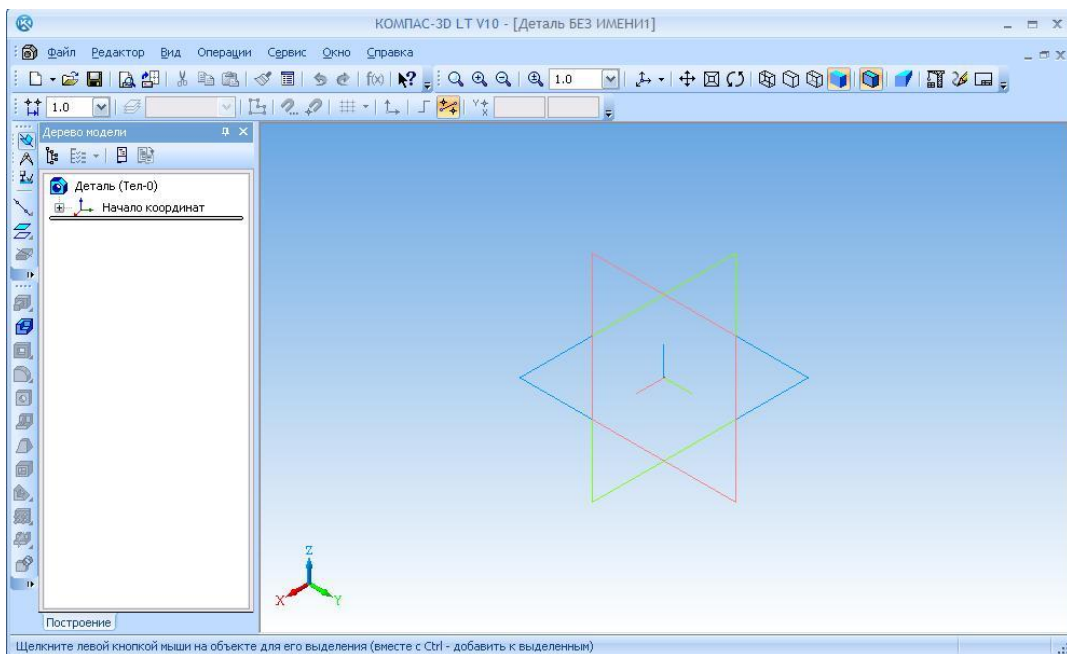 КОМПАС-3D LT V10 - [Деталь БЕЗ ИМЕНИ1]
Файл Редактор Вид Операции Сервис Окно Справка
f(x) 1.0
1.0
Дерево модели
Деталь (Тел-0)
Начало координат
Z
X Y
Построение
Щелкните левой кнопкой мыши на объекте для его выделения (вместе с Ctrl - добавить к выделенным)